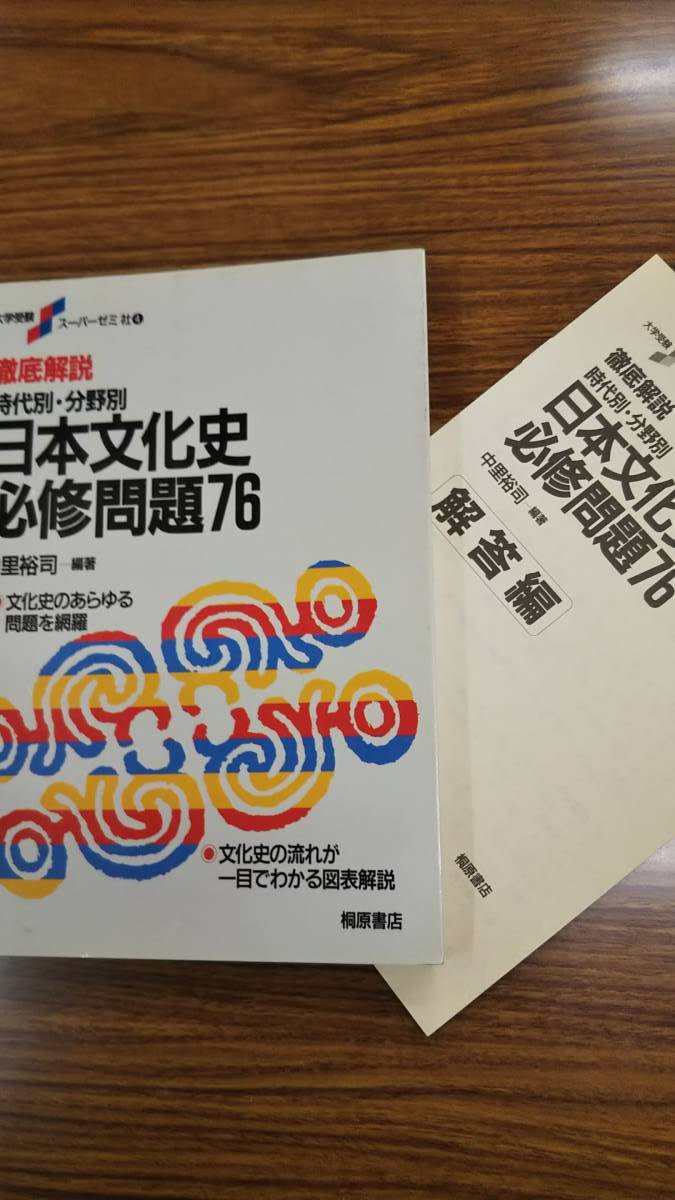 大学受験
スーパーゼミ 社❹
徹底解説
時代別・分野別
日本文化史
必修問題76
中里裕司―編著
文化史のあらゆる
問題を網羅
文化史の流れが
一目でわかる図表解説
桐原書店
大学受験
徹底解説
時代別・分野別
日本文化史
必修問題76
中里裕司―編著
解答編
桐原書店